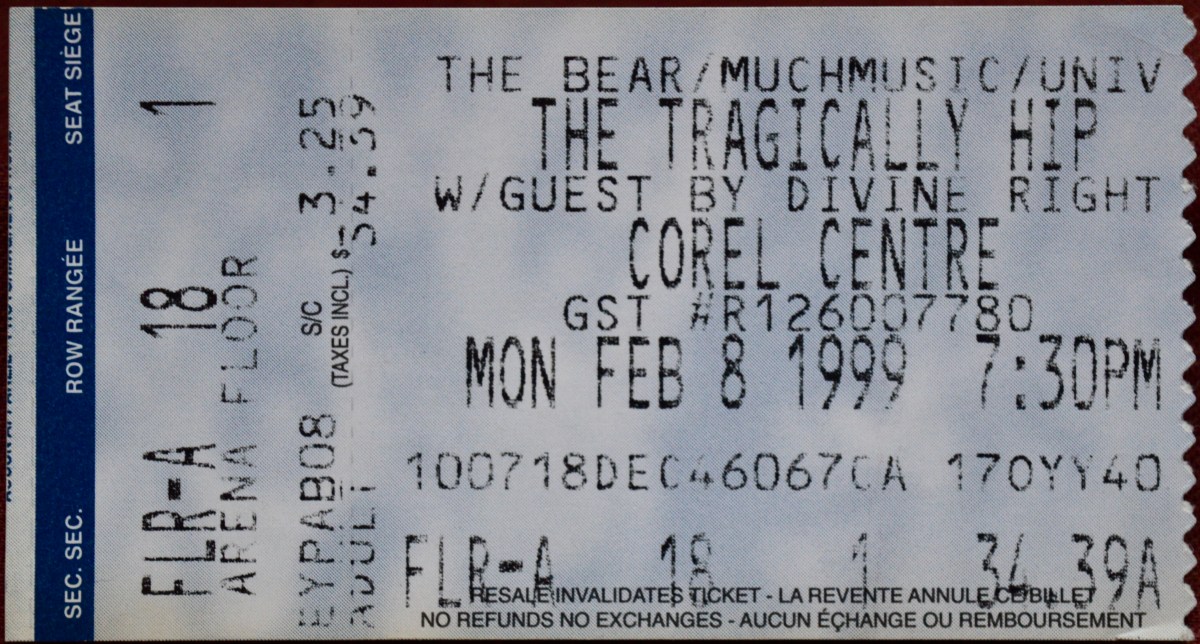 THE BEAR/MUCHMUSIC/UNIV
THE TRAGICALLY HIP
W/GUEST BY DIVINE RIGHT
COREL CENTRE
GST #R126007780
MON FEB 8 1999 7:30PM
100718DEC46067CA 170YY40
FLR-A 18 1 34.39A
RESALE INVALIDATES TICKET - LA REVENTE ANNULE CE BILLET
NO REFUNDS NO EXCHANGES - AUCUN ÉCHANGE OU REMBOURSEMENT
SEC. SEC. ROW RANGÉE SEAT SIÈGE
FLR-A 18 1
ARENA FLOOR
EYPAB08 S/C 3.25
ADULT (TAXES INCL.) $ 34.39